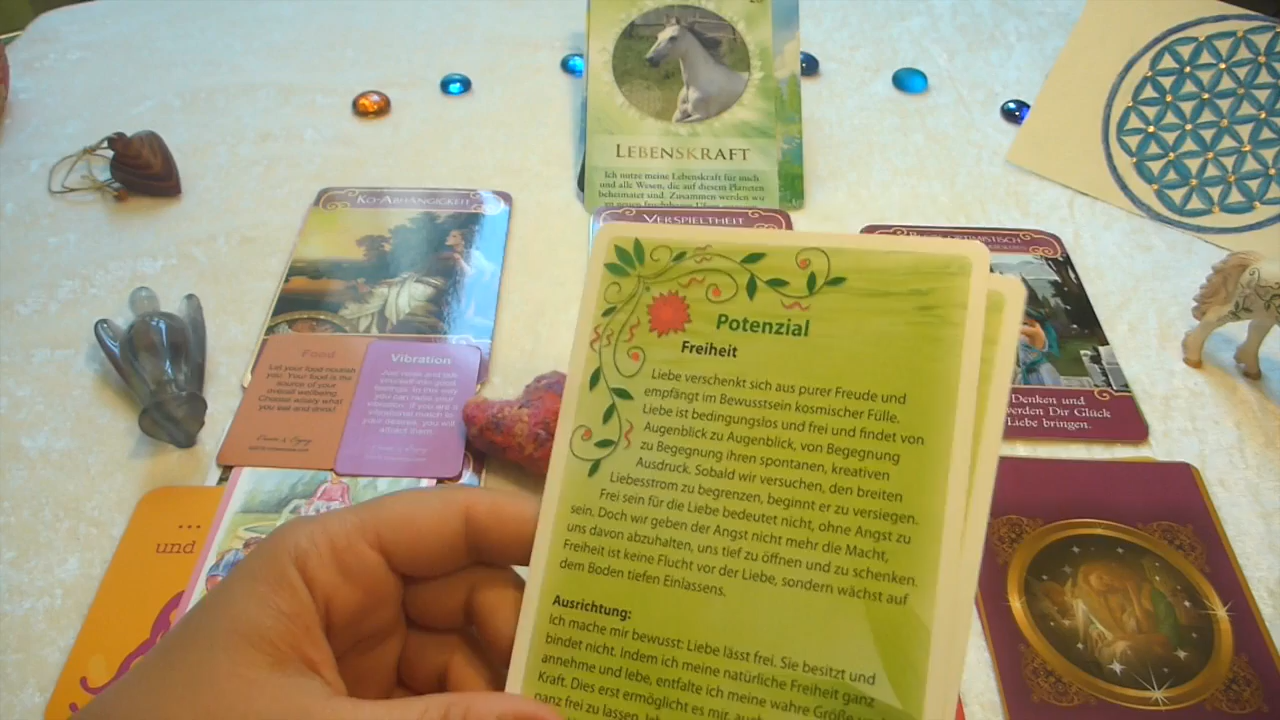 LEBENSKRAFT
Ich nutze meine Lebenskraft für mich
und alle Wesen, die auf diesem Planeten
beheimatet sind. Zusammen werden wir
KO-ABHÄNGIGKEIT
VERSPIELTHEIT
Food
Let your food nourish
you. Your food is the
source of your
overall wellbeing.
Choose wisely what
you eat and drink!
Vibration
feelings. In this way
you can raise your
vibration. If you are a
vibrational match to
your desires, you will
attract them.
...
und
Denken und
werden Dir Glück
Liebe bringen.
Potenzial
Freiheit
Liebe verschenkt sich aus purer Freude und
empfängt im Bewusstsein kosmischer Fülle.
Liebe ist bedingungslos und frei und findet von
Augenblick zu Augenblick, von Begegnung
zu Begegnung ihren spontanen, kreativen
Ausdruck. Sobald wir versuchen, den breiten
Liebesstrom zu begrenzen, beginnt er zu versiegen.
Frei sein für die Liebe bedeutet nicht, ohne Angst zu
sein. Doch wir geben der Angst nicht mehr die Macht,
uns davon abzuhalten, uns tief zu öffnen und zu schenken.
Freiheit ist keine Flucht vor der Liebe, sondern wächst auf
dem Boden tiefen Einlassens.
Ausrichtung:
Ich mache mir bewusst: Liebe lässt frei. Sie besitzt und
bindet nicht. Indem ich meine natürliche Freiheit ganz
annehme und lebe, entfalte ich meine wahre Größe
Kraft. Dies erst ermöglicht es mir, auch
ganz frei zu lassen.